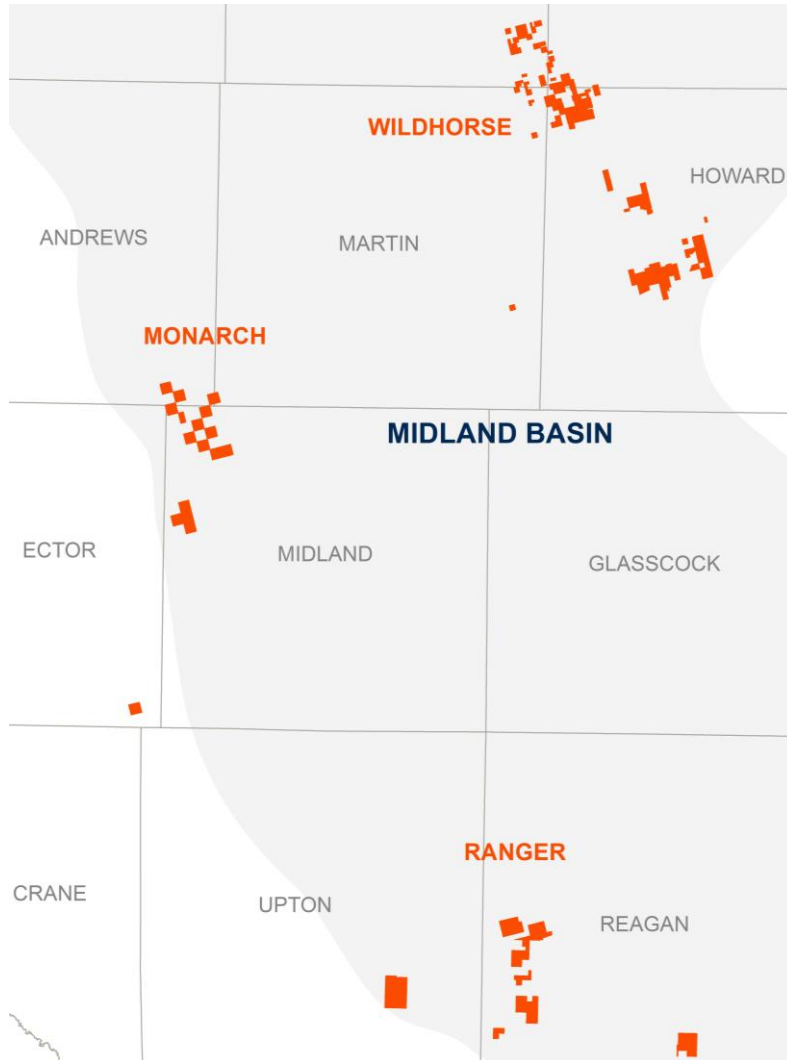 WILDHORSE
HOWARD
ANDREWS
MARTIN
MONARCH
MIDLAND BASIN
ECTOR
MIDLAND
GLASSCOCK
RANGER
CRANE
UPTON
REAGAN